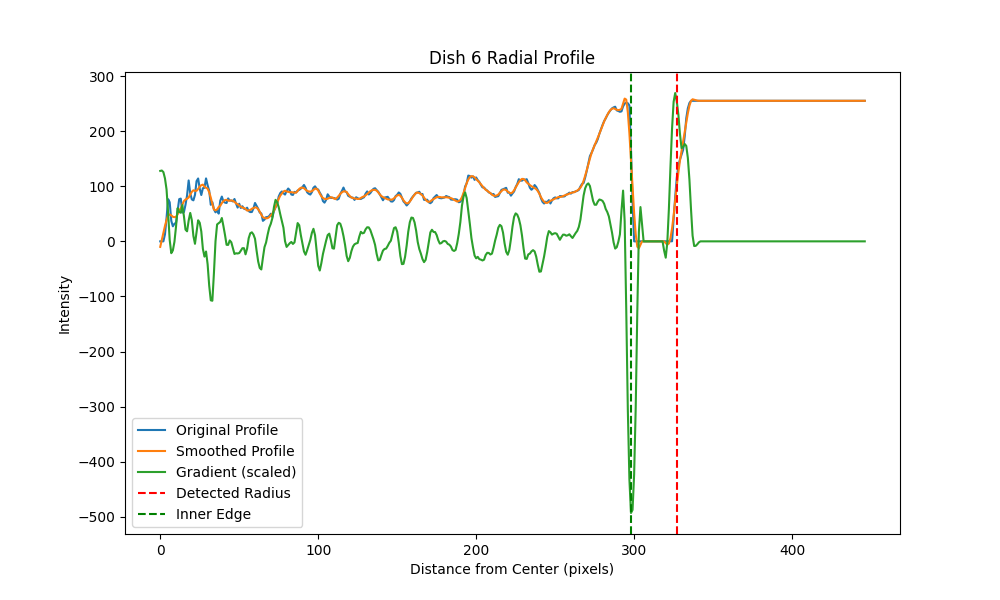 Dish 6 Radial Profile
300
200
100
0
−100
−200
−300
−400
−500
Intensity
Original Profile
Smoothed Profile
Gradient (scaled)
Detected Radius
Inner Edge
0 100 200 300 400
Distance from Center (pixels)